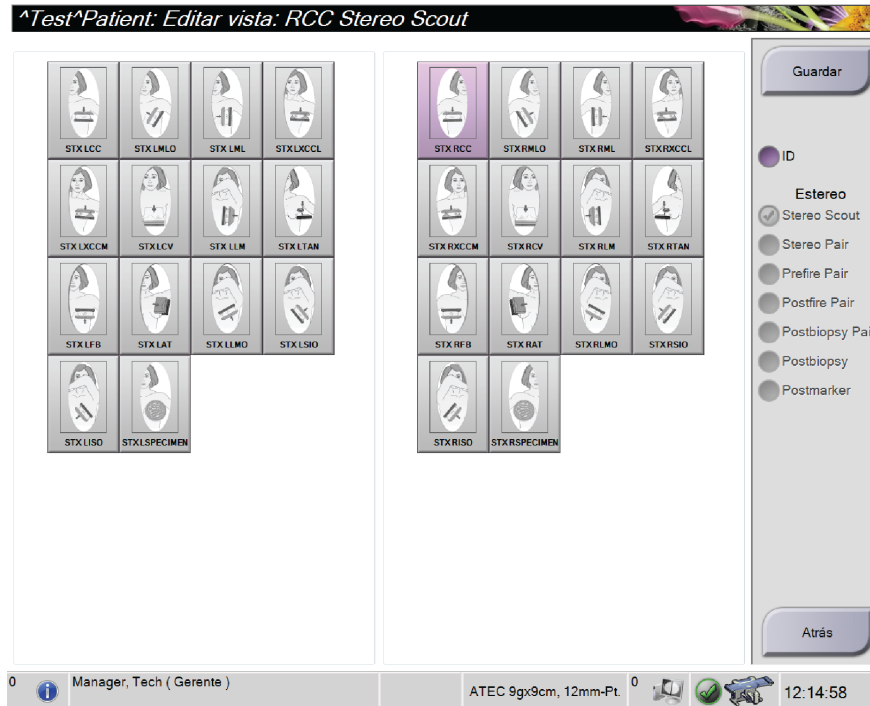 ^Test^Patient: Editar vista: RCC Stereo Scout
STX LCC STX LMLO STX LML STX LXCCL
STX LXCCM STX LCV STX LLM STX LTAN
STX LFB STX LAT STX LLMO STX LSIO
STX LISO STX LSPECIMEN
STX RCC STX RMLO STX RML STX RXCCL
STX RXCCM STX RCV STX RLM STX RTAN
STX RFB STX RAT STX RLMO STX RSIO
STX RISO STX RSPECIMEN
Guardar
ID
Estereo
Stereo Scout
Stereo Pair
Prefire Pair
Postfire Pair
Postbiopsy Pai
Postbiopsy
Postmarker
Atrás
0 Manager, Tech ( Gerente ) ATEC 9gx9cm, 12mm-Pt. 0 12:14:58